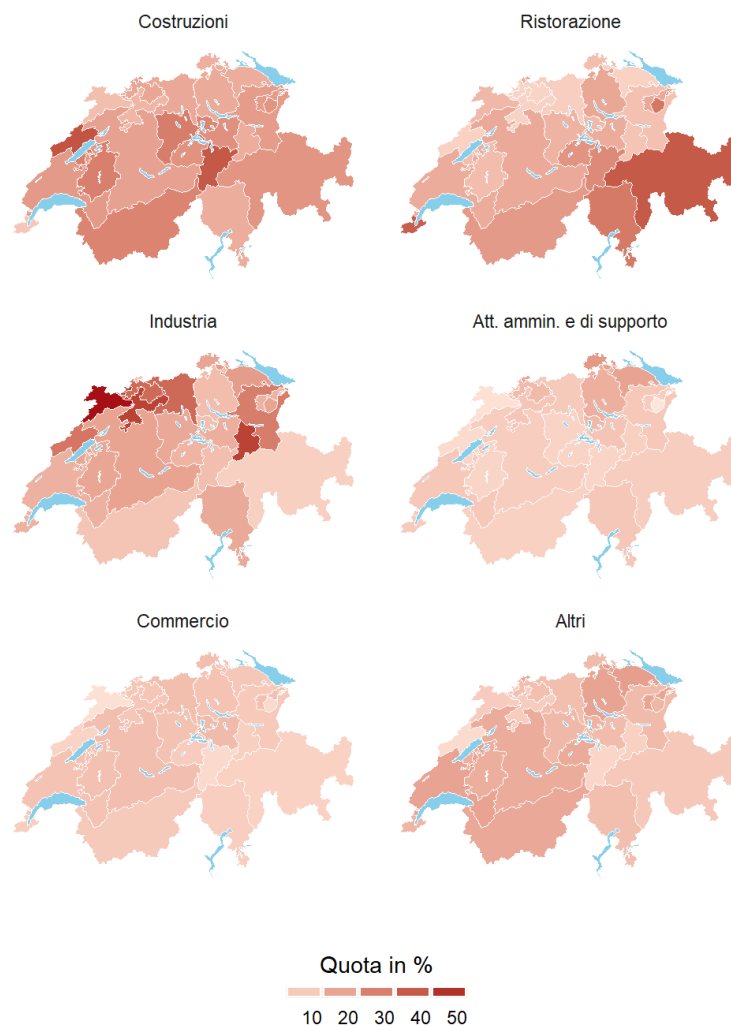 Costruzioni
Ristorazione
Industria
Att. ammin. e di supporto
Commercio
Altri
Quota in %
10 20 30 40 50